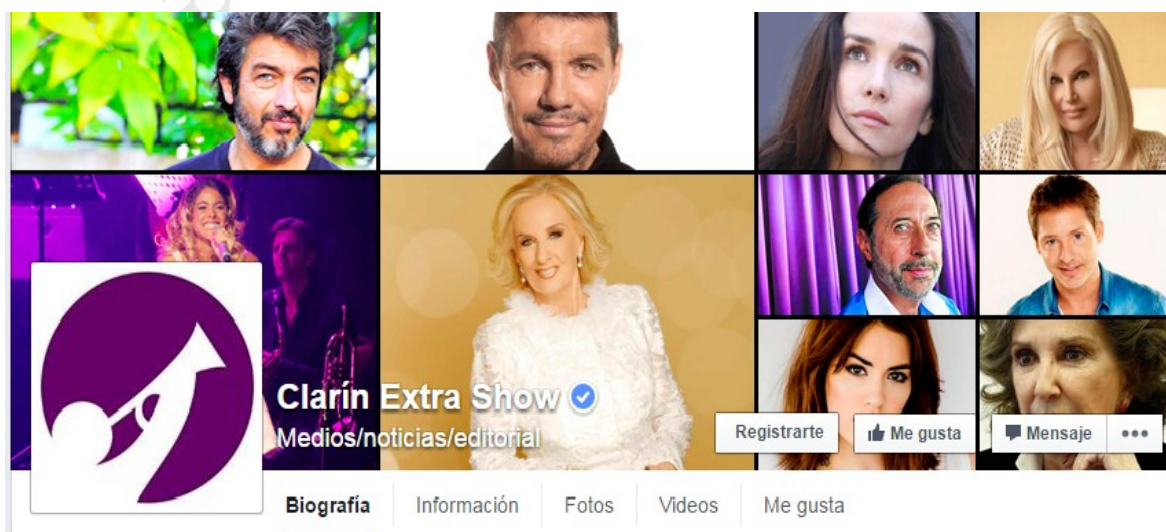 Clarín Extra Show
Medios/noticias/editorial
Registrarte
Me gusta
Mensaje
Biografía
Información
Fotos
Videos
Me gusta